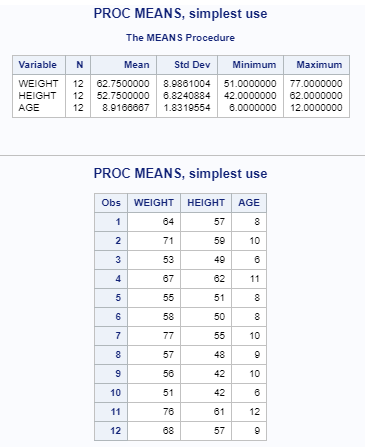 PROC MEANS, simplest use
The MEANS Procedure
Variable N Mean Std Dev Minimum Maximum
WEIGHT 12 62.7500000 8.9861004 51.0000000 77.0000000
HEIGHT 12 52.7500000 6.8240884 42.0000000 62.0000000
AGE 12 8.9166667 1.8319554 6.0000000 12.0000000
PROC MEANS, simplest use
Obs WEIGHT HEIGHT AGE
1 64 57 8
2 71 59 10
3 53 49 6
4 67 62 11
5 55 51 8
6 58 50 8
7 77 55 10
8 57 48 9
9 56 42 10
10 51 42 6
11 76 61 12
12 68 57 9